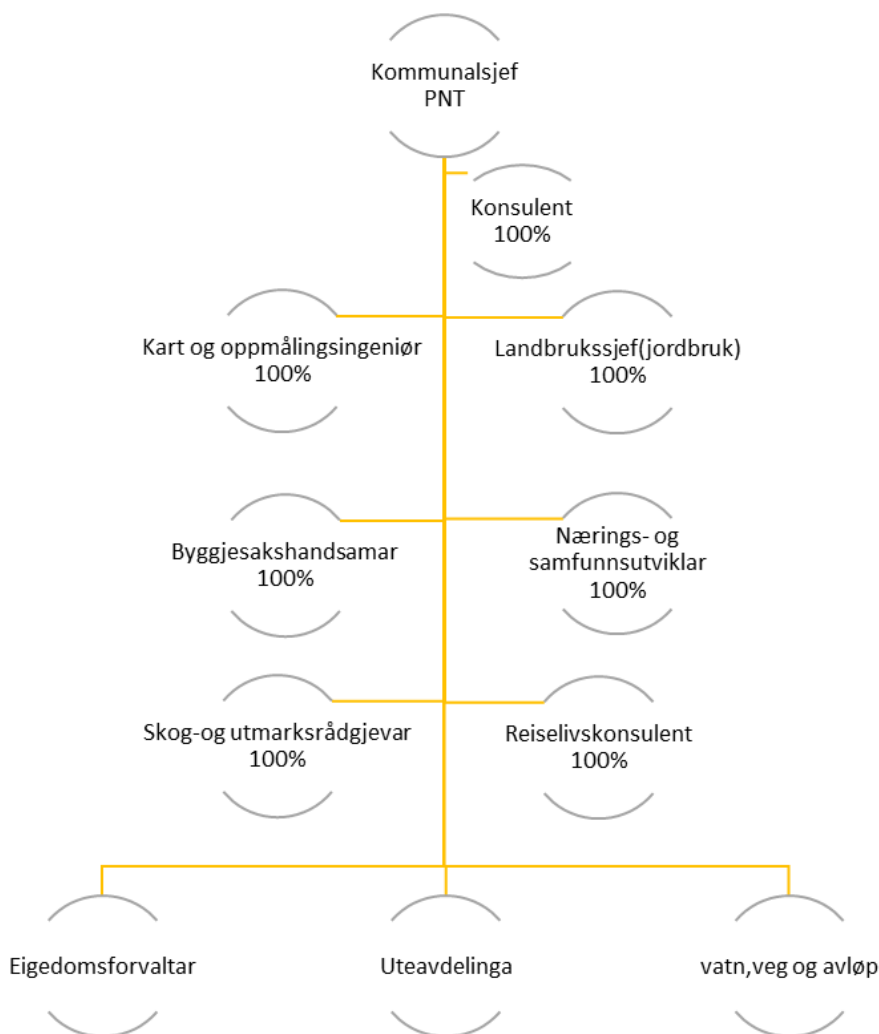 Kommunalsjef
PNT
Konsulent
100%
Kart og oppmålingsingeniør
100%
Landbrukssjef(jordbruk)
100%
Byggjesakshandsamar
100%
Nærings- og
samfunnsutviklar
100%
Skog-og utmarksrådgjevar
100%
Reiselivskonsulent
100%
Eigedomsforvaltar
Uteavdelinga
vatn,veg og avløp